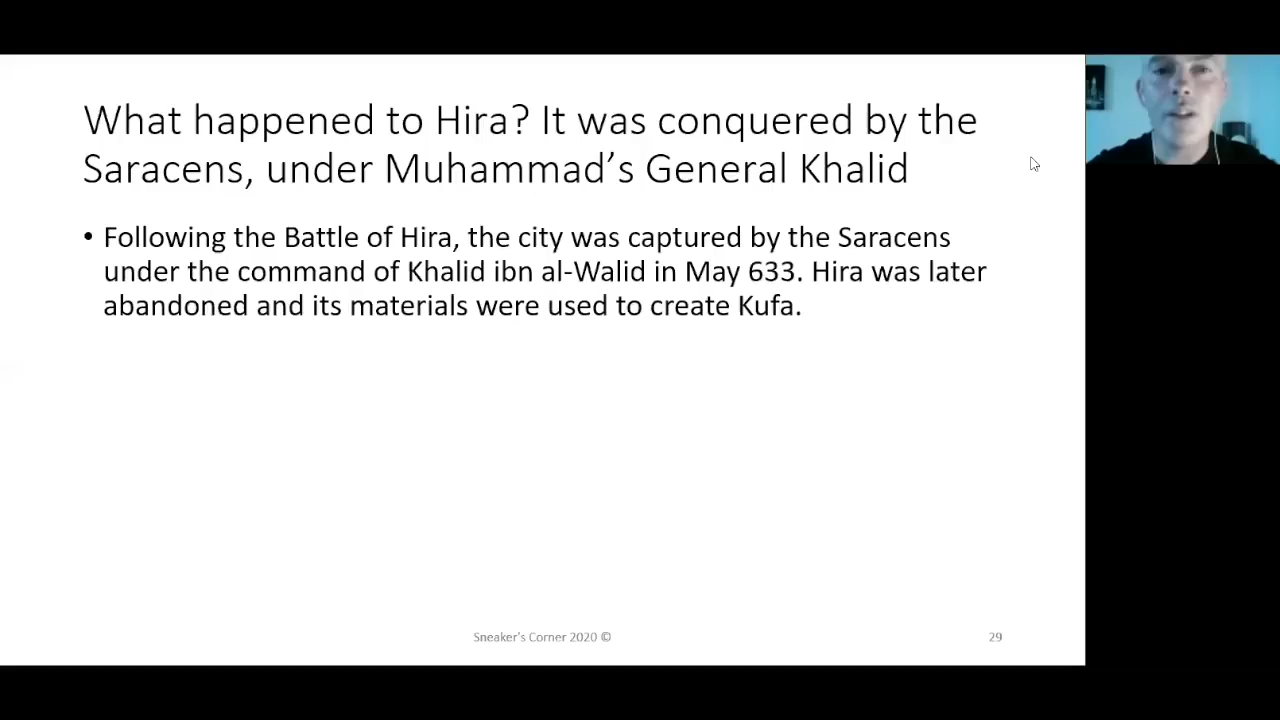 What happened to Hira? It was conquered by the
Saracens, under Muhammad’s General Khalid
• Following the Battle of Hira, the city was captured by the Saracens
under the command of Khalid ibn al-Walid in May 633. Hira was later
abandoned and its materials were used to create Kufa.
Sneaker's Corner 2020 ©
29